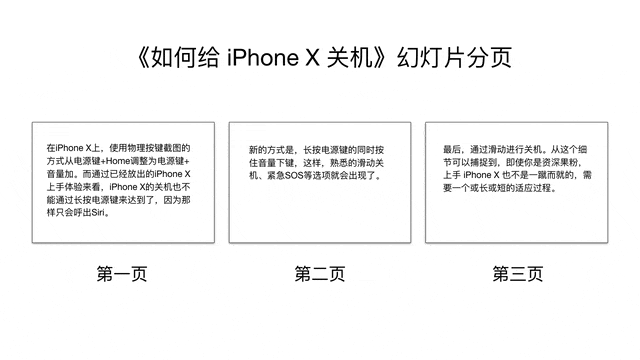 《如何给 iPhone X 关机》幻灯片分页
在iPhone X上，使用物理按键截图的
方式从电源键+Home调整为电源键+
音量加。而通过已经放出的iPhone X
上手体验来看，iPhone X的关机也不
能通过长按电源键来达到了，因为那
样只会呼出Siri。
新的方式是，长按电源键的同时按
住音量下键，这样，熟悉的滑动关
机、紧急SOS等选项就会出现了。
最后，通过滑动进行关机。从这个细
节可以捕捉到，即使你是资深果粉，
上手 iPhone X 也不是一蹴而就的，需
要一个或长或短的适应过程。
第一页
第二页
第三页